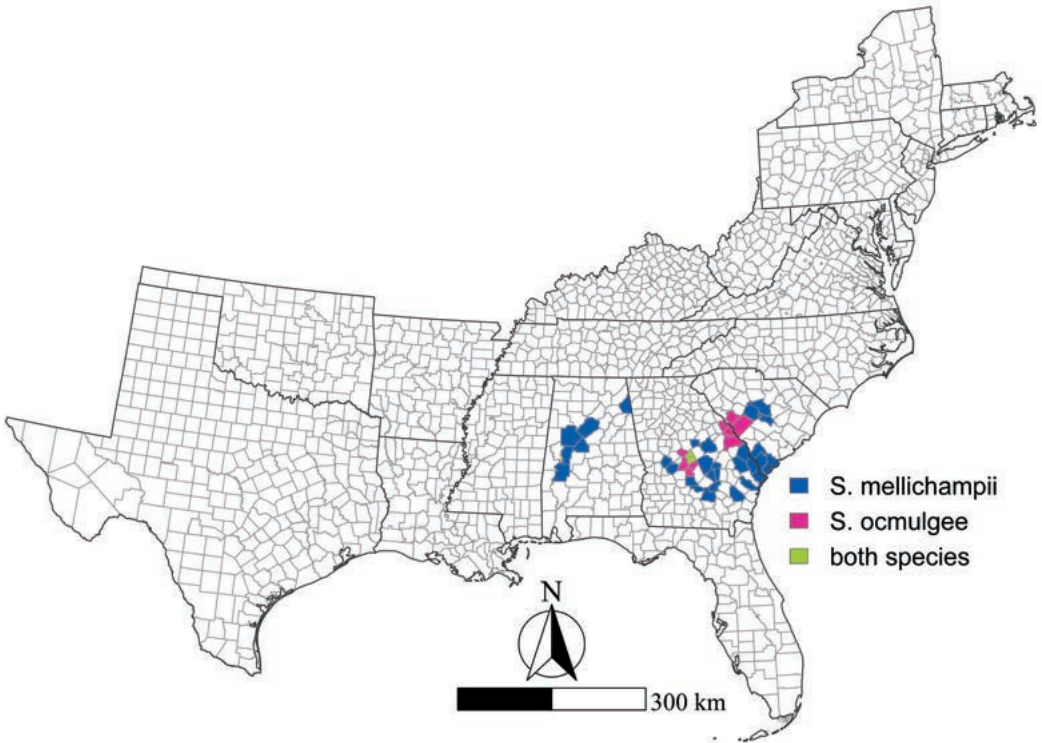 S. mellichampii
S. ocmulgee
both species
N
300 km